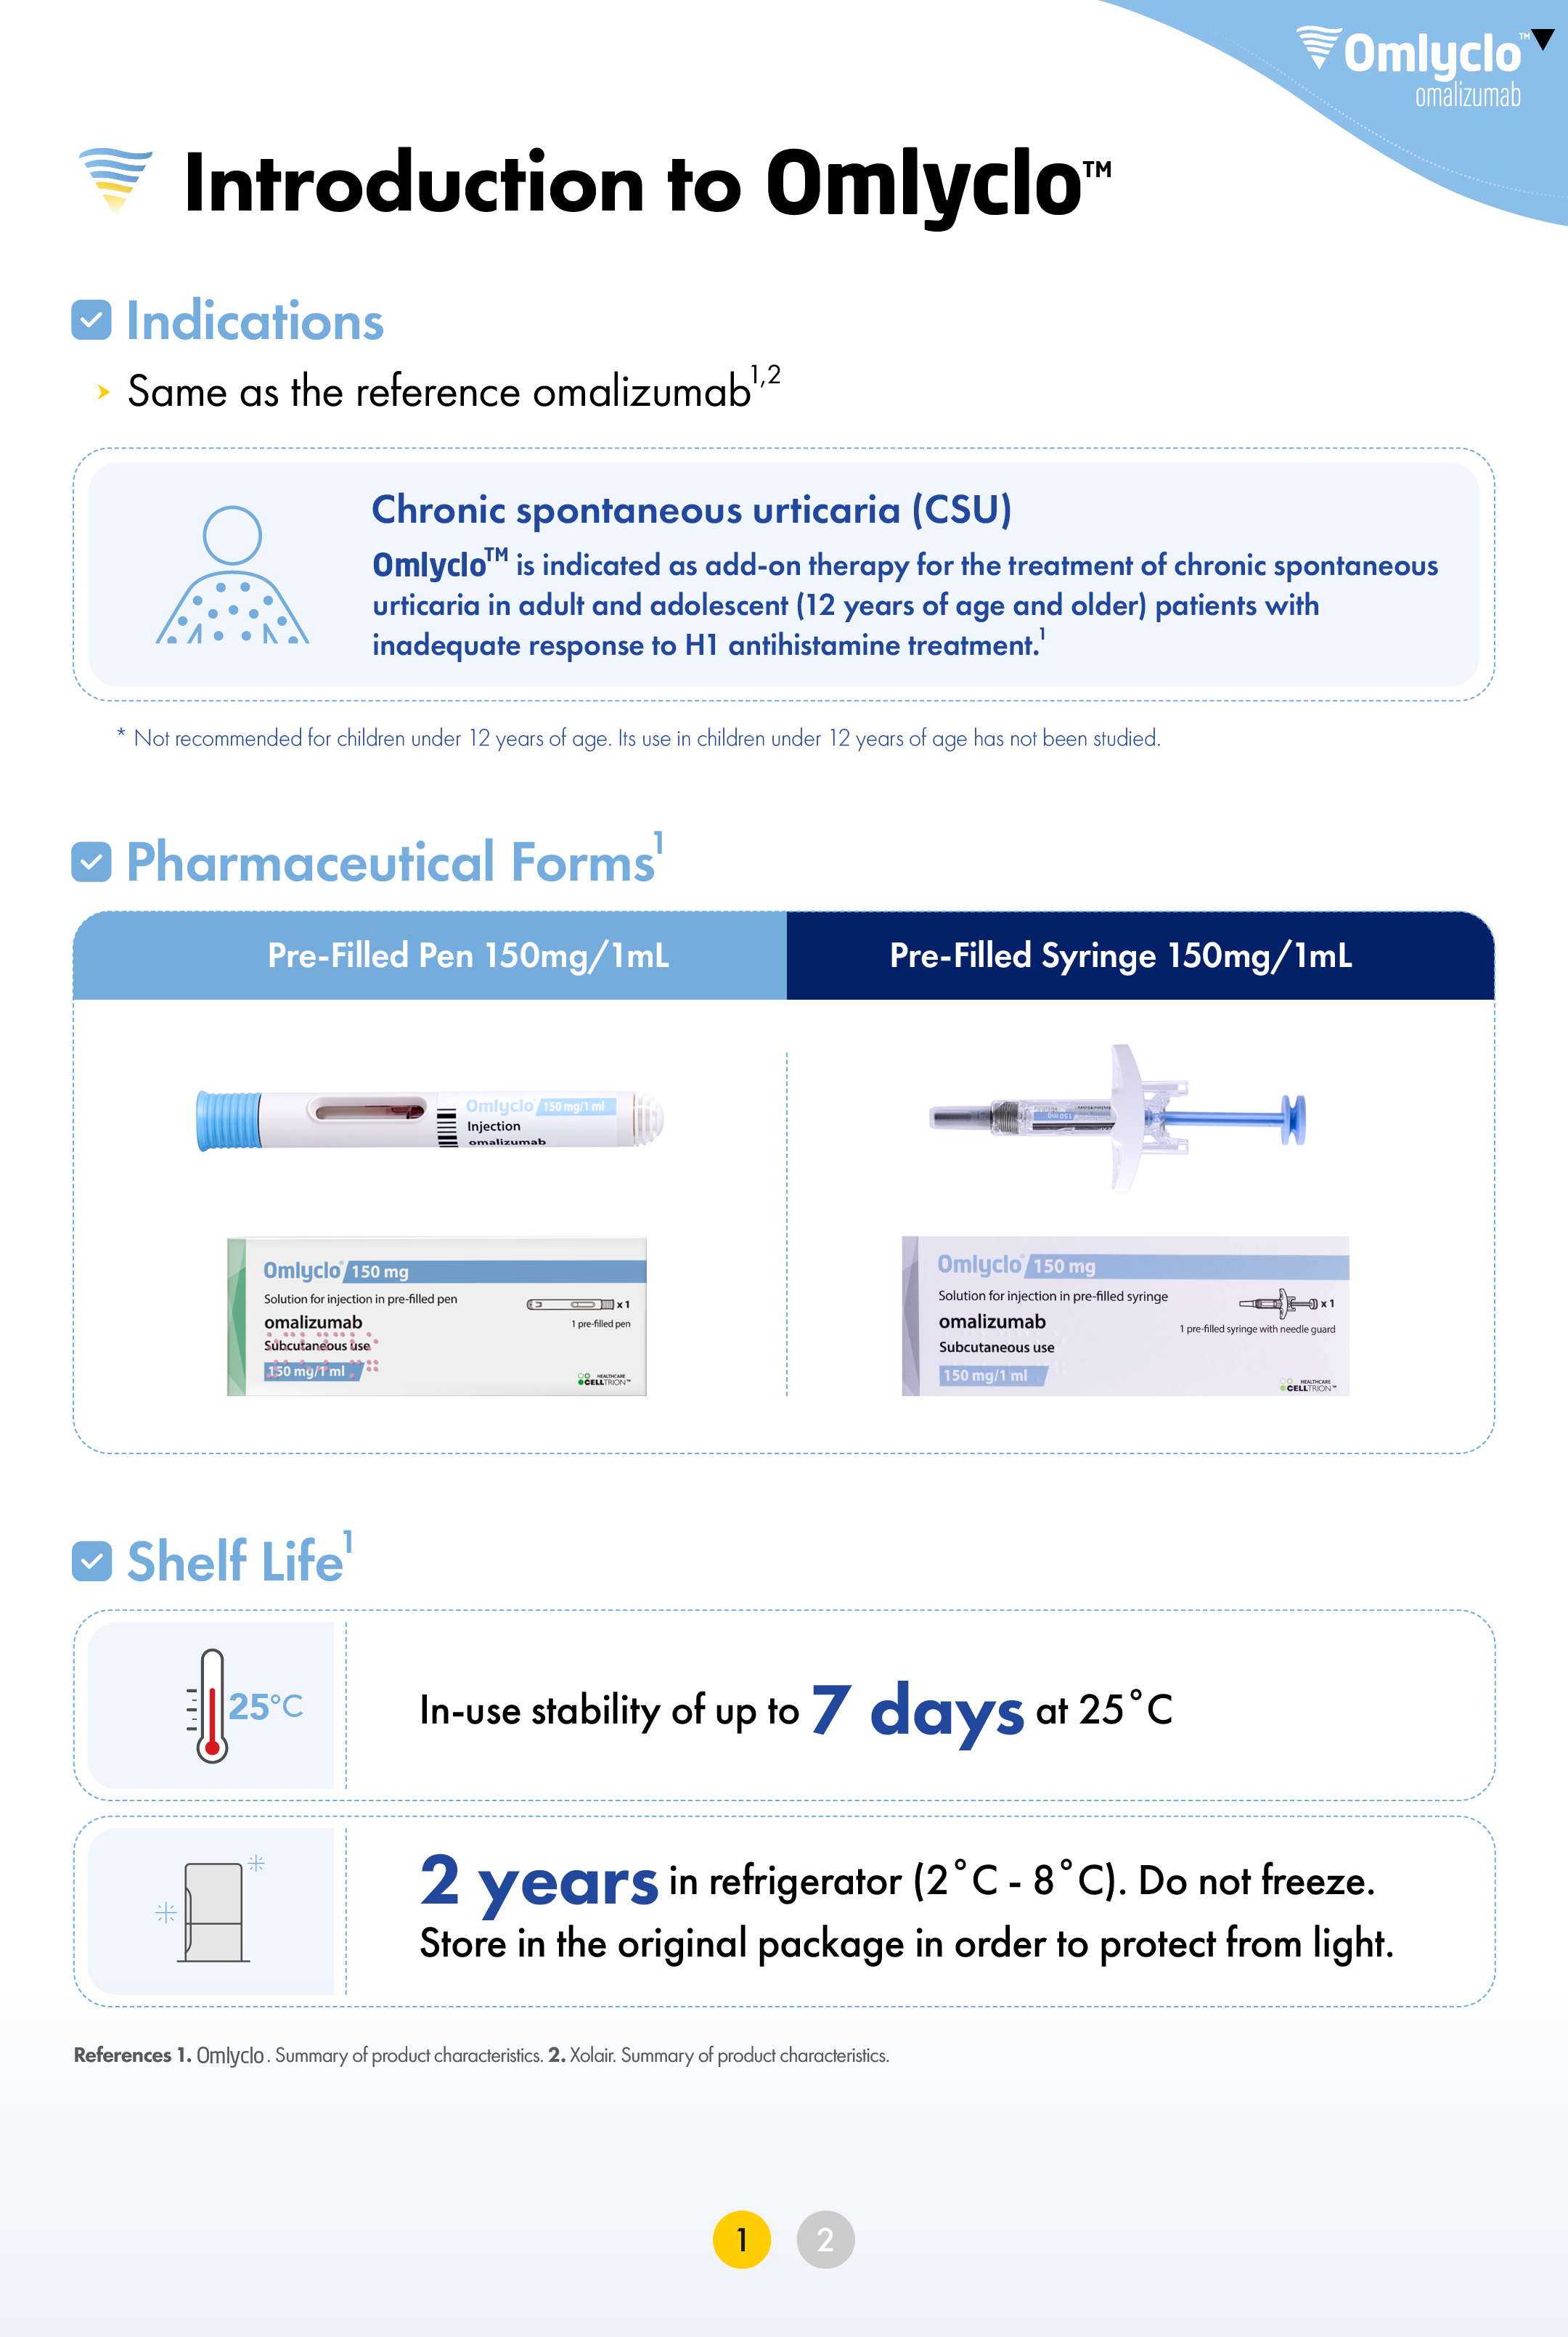 Omlyclo™▼
omalizumab
Introduction to Omlyclo™
Indications
Same as the reference omalizumab1,2
Chronic spontaneous urticaria (CSU)
Omlyclo™ is indicated as add-on therapy for the treatment of chronic spontaneous
urticaria in adult and adolescent (12 years of age and older) patients with
inadequate response to H1 antihistamine treatment.1
* Not recommended for children under 12 years of age. Its use in children under 12 years of age has not been studied.
Pharmaceutical Forms1
Pre-Filled Pen 150mg/1mL
Pre-Filled Syringe 150mg/1mL
Omlyclo 150 mg/1 ml
Injection
omalizumab
150 mg
Omlyclo® 150 mg
Solution for injection in pre-filled pen
x 1
omalizumab
1 pre-filled pen
Subcutaneous use
150 mg/1 ml
HEALTHCARE
CELLTRION™
Omlyclo® 150 mg
Solution for injection in pre-filled syringe
x 1
omalizumab
1 pre-filled syringe with needle guard
Subcutaneous use
150 mg/1 ml
HEALTHCARE
CELLTRION™
Shelf Life1
25°C
In-use stability of up to 7 days at 25°C
2 years in refrigerator (2°C - 8°C). Do not freeze.
Store in the original package in order to protect from light.
References 1. Omlyclo. Summary of product characteristics. 2. Xolair. Summary of product characteristics.
1
2